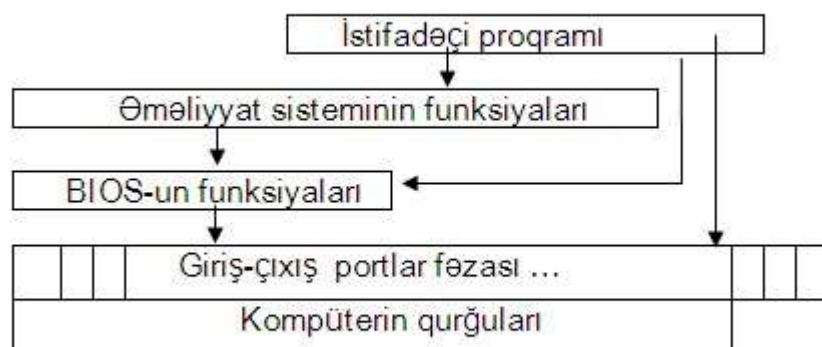 İstifadəçi proqramı
Əməliyyat sisteminin funksiyaları
BIOS-un funksiyaları
Giriş-çıxış portlar fəzası ...
Kompüterin qurğuları